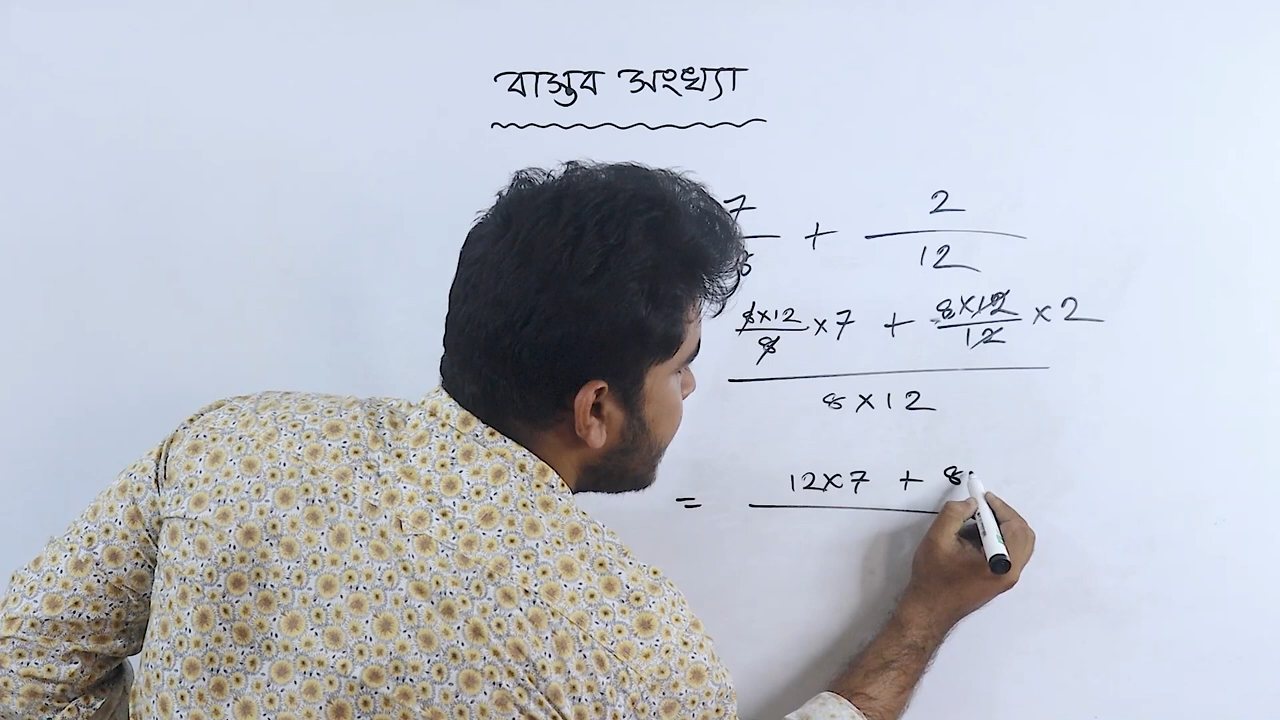 বাস্তব সংখ্যা
7/8 + 2/12
(8×12/8 ×7 + 8×12/12 ×2)/(8×12)
= 12×7 + 8